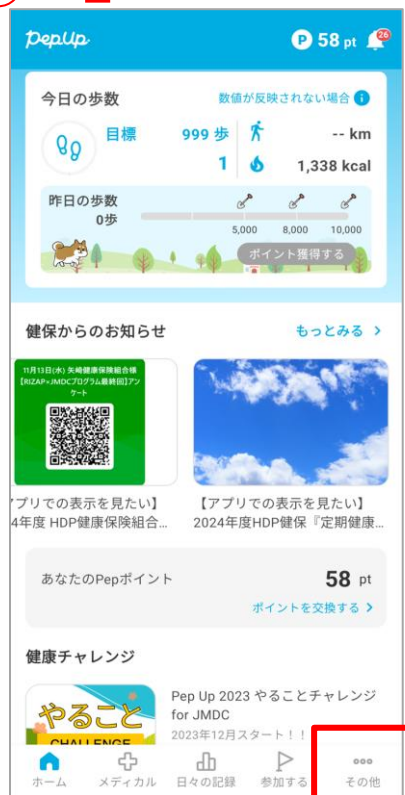 PepUp
P 58 pt 26
今日の歩数
数値が反映されない場合 i
目標 999 歩
-- km
1
1,338 kcal
昨日の歩数
0歩
5,000 8,000 10,000
ポイント獲得する
健保からのお知らせ
もっとみる >
11月13日(水) 矢崎健康保険組合様
【RIZAP×JMDCプログラム最終回】アン
ケート
アプリでの表示を見たい】
4年度 HDP健康保険組合...
【アプリでの表示を見たい】
2024年度HDP健保『定期健康...
あなたのPepポイント
58 pt
ポイントを交換する >
健康チャレンジ
やること
CHALLENGE
Pep Up 2023 やることチャレンジ
for JMDC
2023年12月スタート！！
ホーム
メディカル
日々の記録
参加する
その他